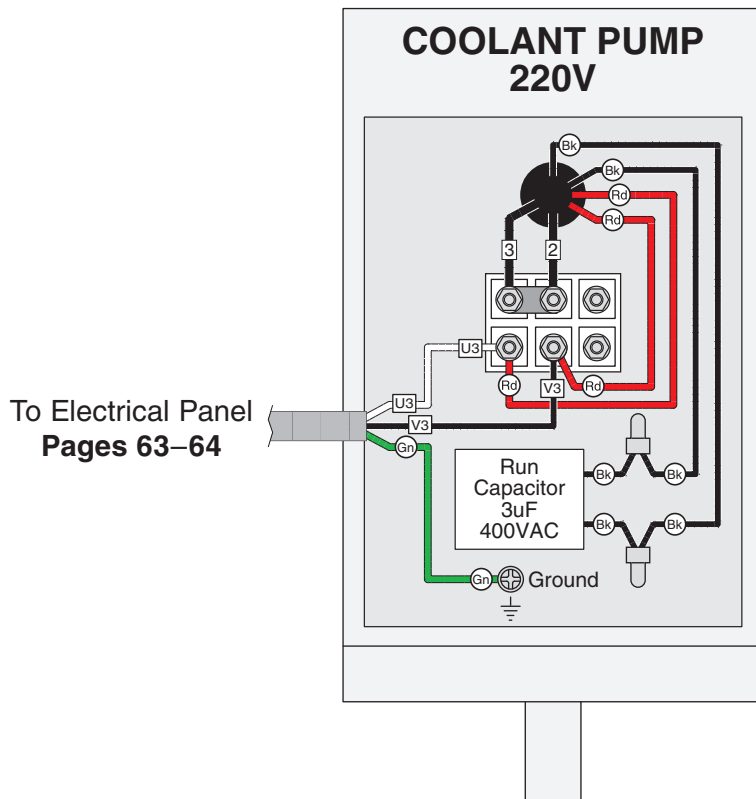 COOLANT PUMP
220V
Bk
Bk
Rd
Rd
3
2
U3
Rd
V3
Rd
U3
V3
Gn
To Electrical Panel
Pages 63–64
Run
Capacitor
3uF
400VAC
Bk
Bk
Bk
Bk
Gn
Ground